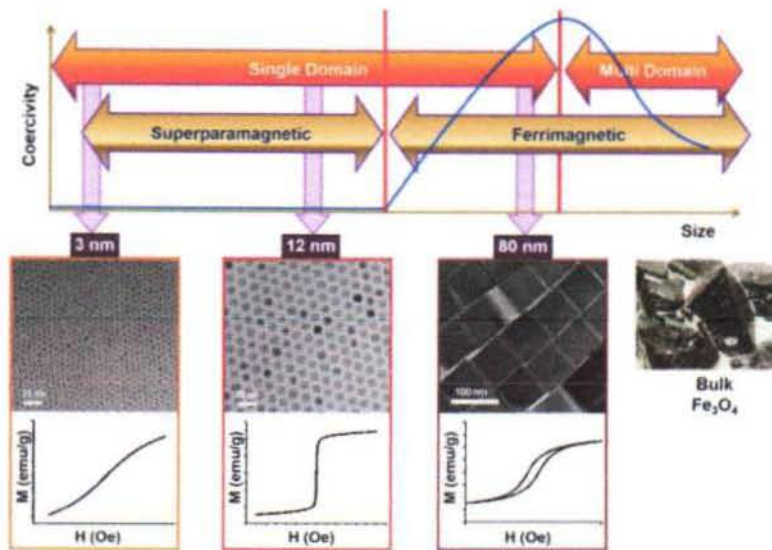 Coercivity
Single Domain
Multi Domain
Superparamagnetic
Ferrimagnetic
Size
3 nm
12 nm
80 nm
100 nm
Bulk
Fe₃O₄
M (emu/g)
H (Oe)
M (emu/g)
H (Oe)
M (emu/g)
H (Oe)